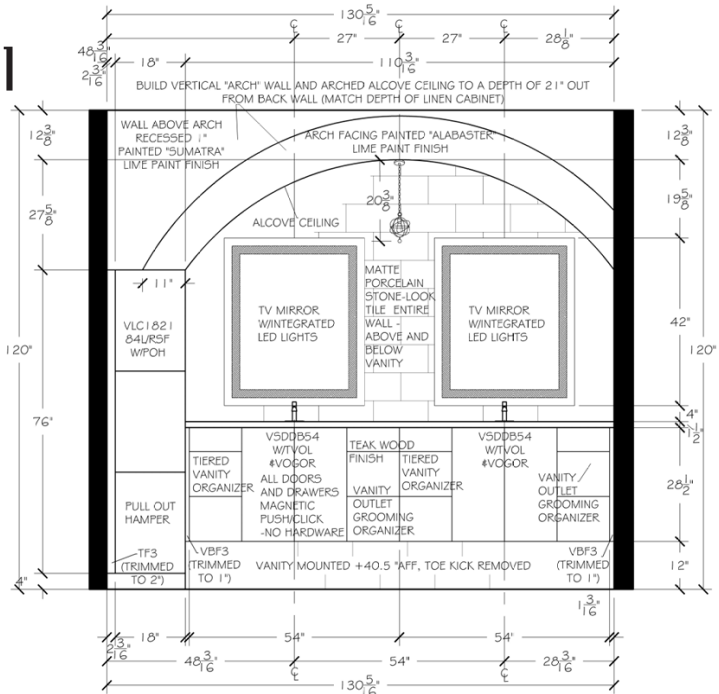 1
130 5/16"
℄ ℄ ℄
27" 27" 28 1/8"
48 3/16"
18" 110 3/16"
2 3/16"
BUILD VERTICAL "ARCH" WALL AND ARCHED ALCOVE CEILING TO A DEPTH OF 21" OUT
FROM BACK WALL (MATCH DEPTH OF LINEN CABINET)
WALL ABOVE ARCH
RECESSED 1"
PAINTED "SUMATRA"
LIME PAINT FINISH
ARCH FACING PAINTED "ALABASTER"
LIME PAINT FINISH
12 3/8"
12 3/8"
27 5/8"
20 3/8"
19 5/8"
ALCOVE CEILING
11"
MATTE
PORCELAIN
STONE-LOOK
TILE ENTIRE
WALL -
ABOVE AND
BELOW
VANITY
TV MIRROR
W/INTEGRATED
LED LIGHTS
TV MIRROR
W/INTEGRATED
LED LIGHTS
VLC1821
84L/RSF
W/POH
42"
120"
120"
76"
4"
1 1/2"
VSDDB54
W/TVOL
&VOGOR
ALL DOORS
AND DRAWERS
MAGNETIC
PUSH/CLICK
-NO HARDWARE
TIERED
VANITY
ORGANIZER
TEAK WOOD
FINISH
VANITY
OUTLET
GROOMING
ORGANIZER
TIERED
VANITY
ORGANIZER
VSDDB54
W/TVOL
&VOGOR
VANITY
OUTLET
GROOMING
ORGANIZER
28 1/2"
PULL OUT
HAMPER
TF3
(TRIMMED
TO 2")
VBF3
(TRIMMED
TO 1")
VANITY MOUNTED +40.5 "AFF, TOE KICK REMOVED
VBF3
(TRIMMED
TO 1")
12"
4"
1 3/16"
18" 54" 54"
2 3/16"
48 3/16" 54" 28 3/16"
℄ ℄
130 5/16"